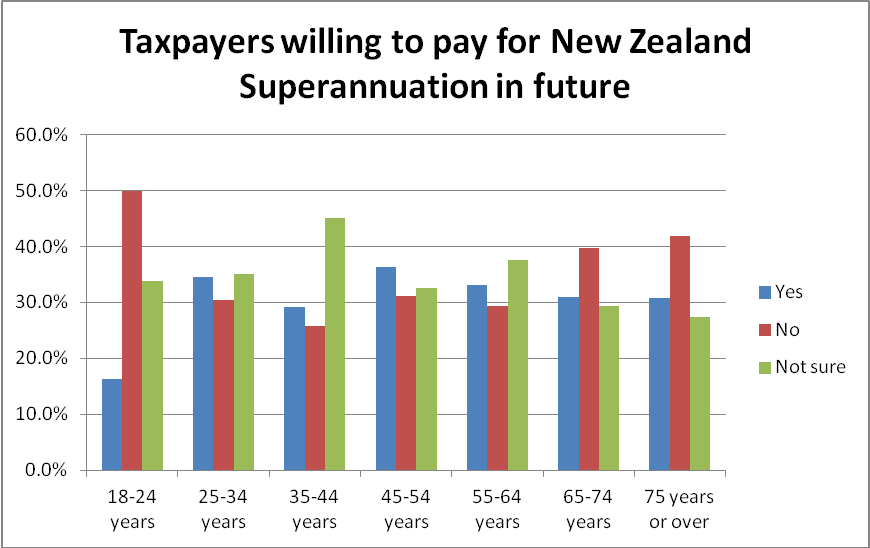 Taxpayers willing to pay for New Zealand
Superannuation in future
60.0%
50.0%
40.0%
30.0%
20.0%
10.0%
0.0%
18-24
years
25-34
years
35-44
years
45-54
years
55-64
years
65-74
years
75 years
or over
Yes
No
Not sure